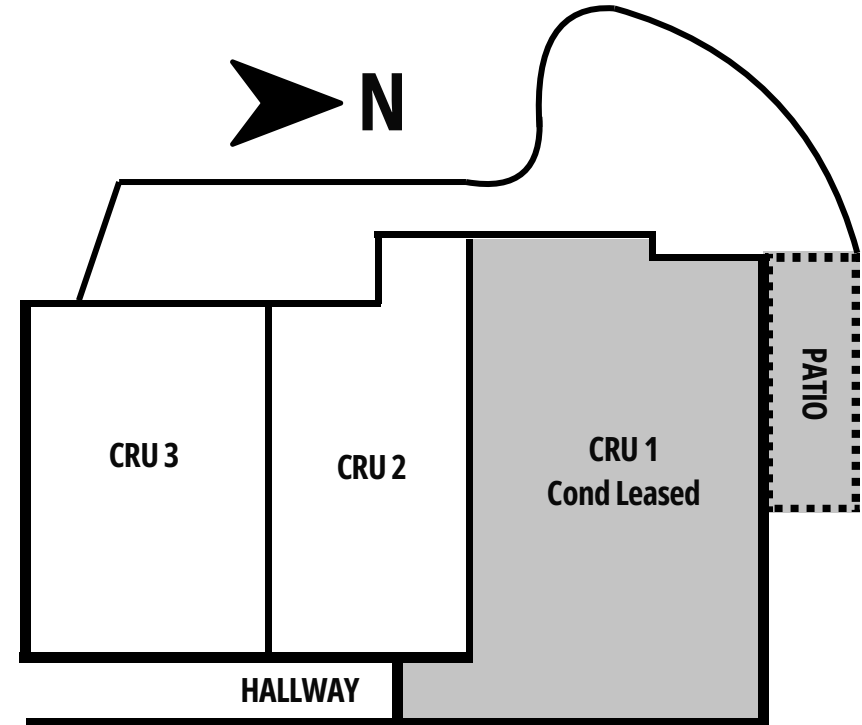 N
PATIO
CRU 3
CRU 2
CRU 1
Cond Leased
HALLWAY